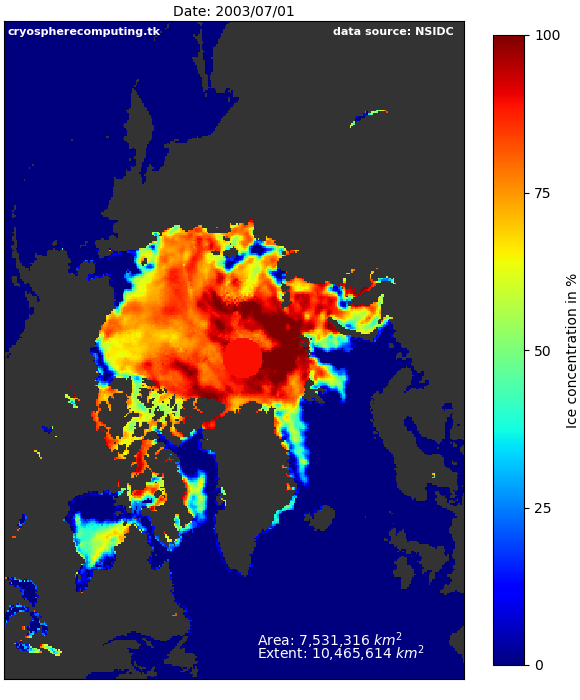 Date: 2003/07/01
cryospherecomputing.tk data source: NSIDC
100
75
50
25
0
Ice concentration in %
Area: 7,531,316 km²
Extent: 10,465,614 km²